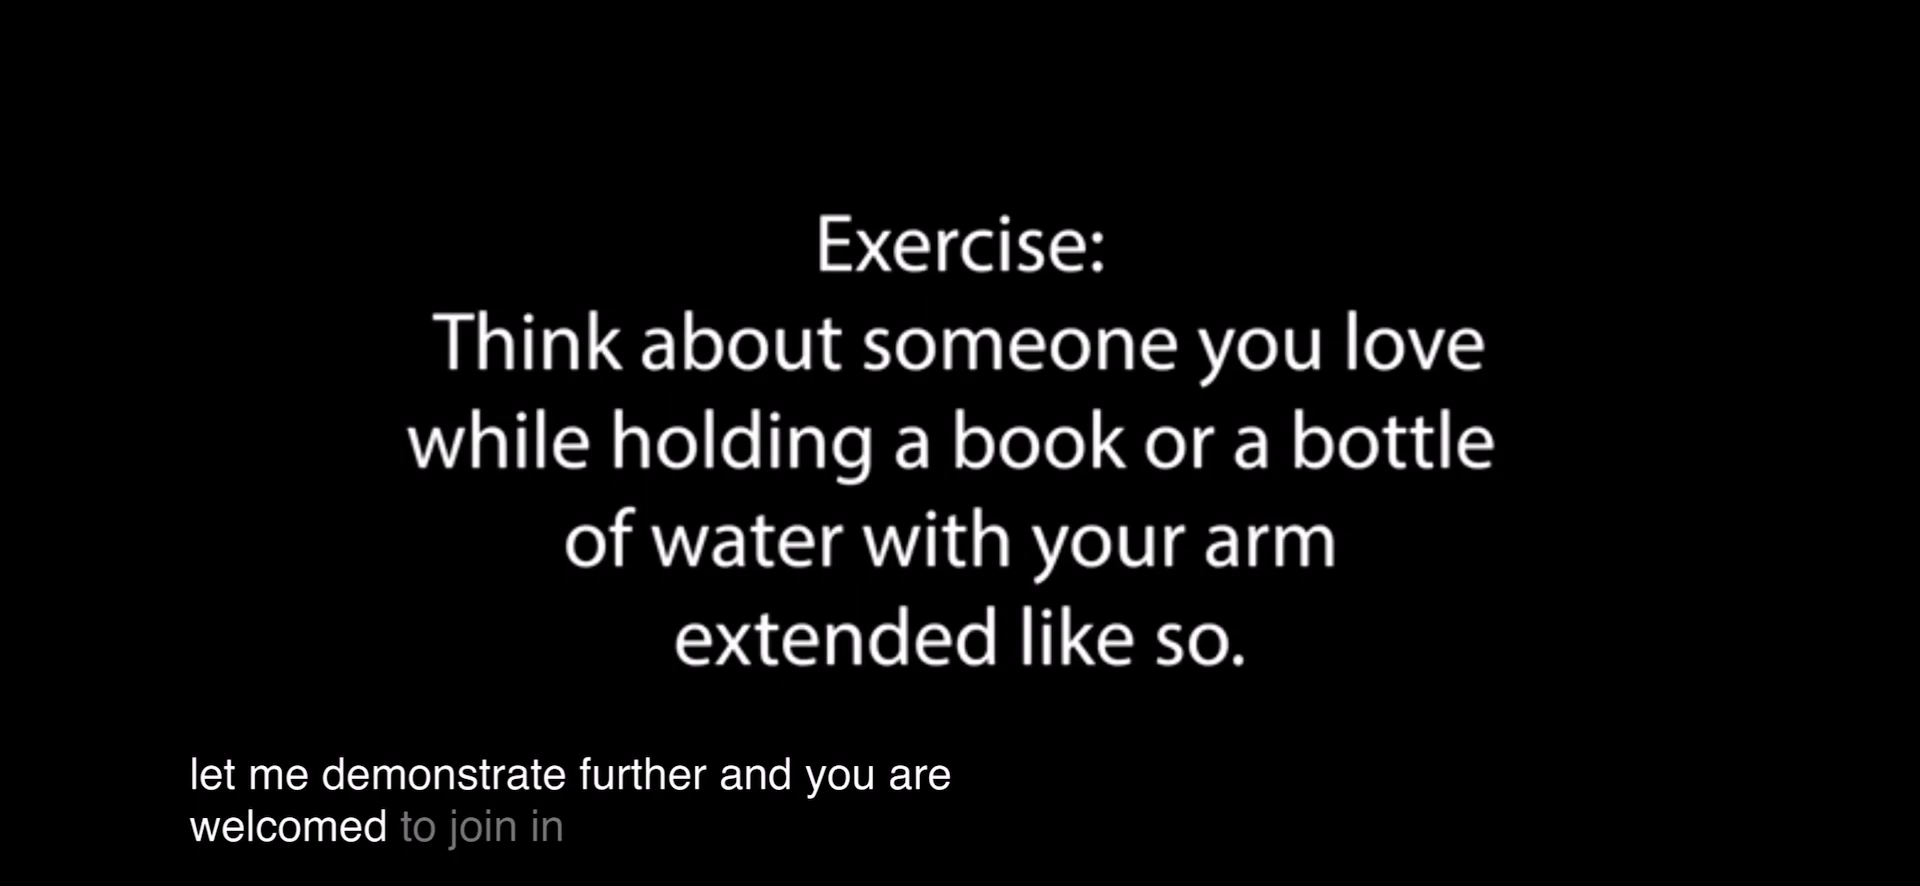 Exercise:
Think about someone you love
while holding a book or a bottle
of water with your arm
extended like so.
let me demonstrate further and you are
welcomed to join in